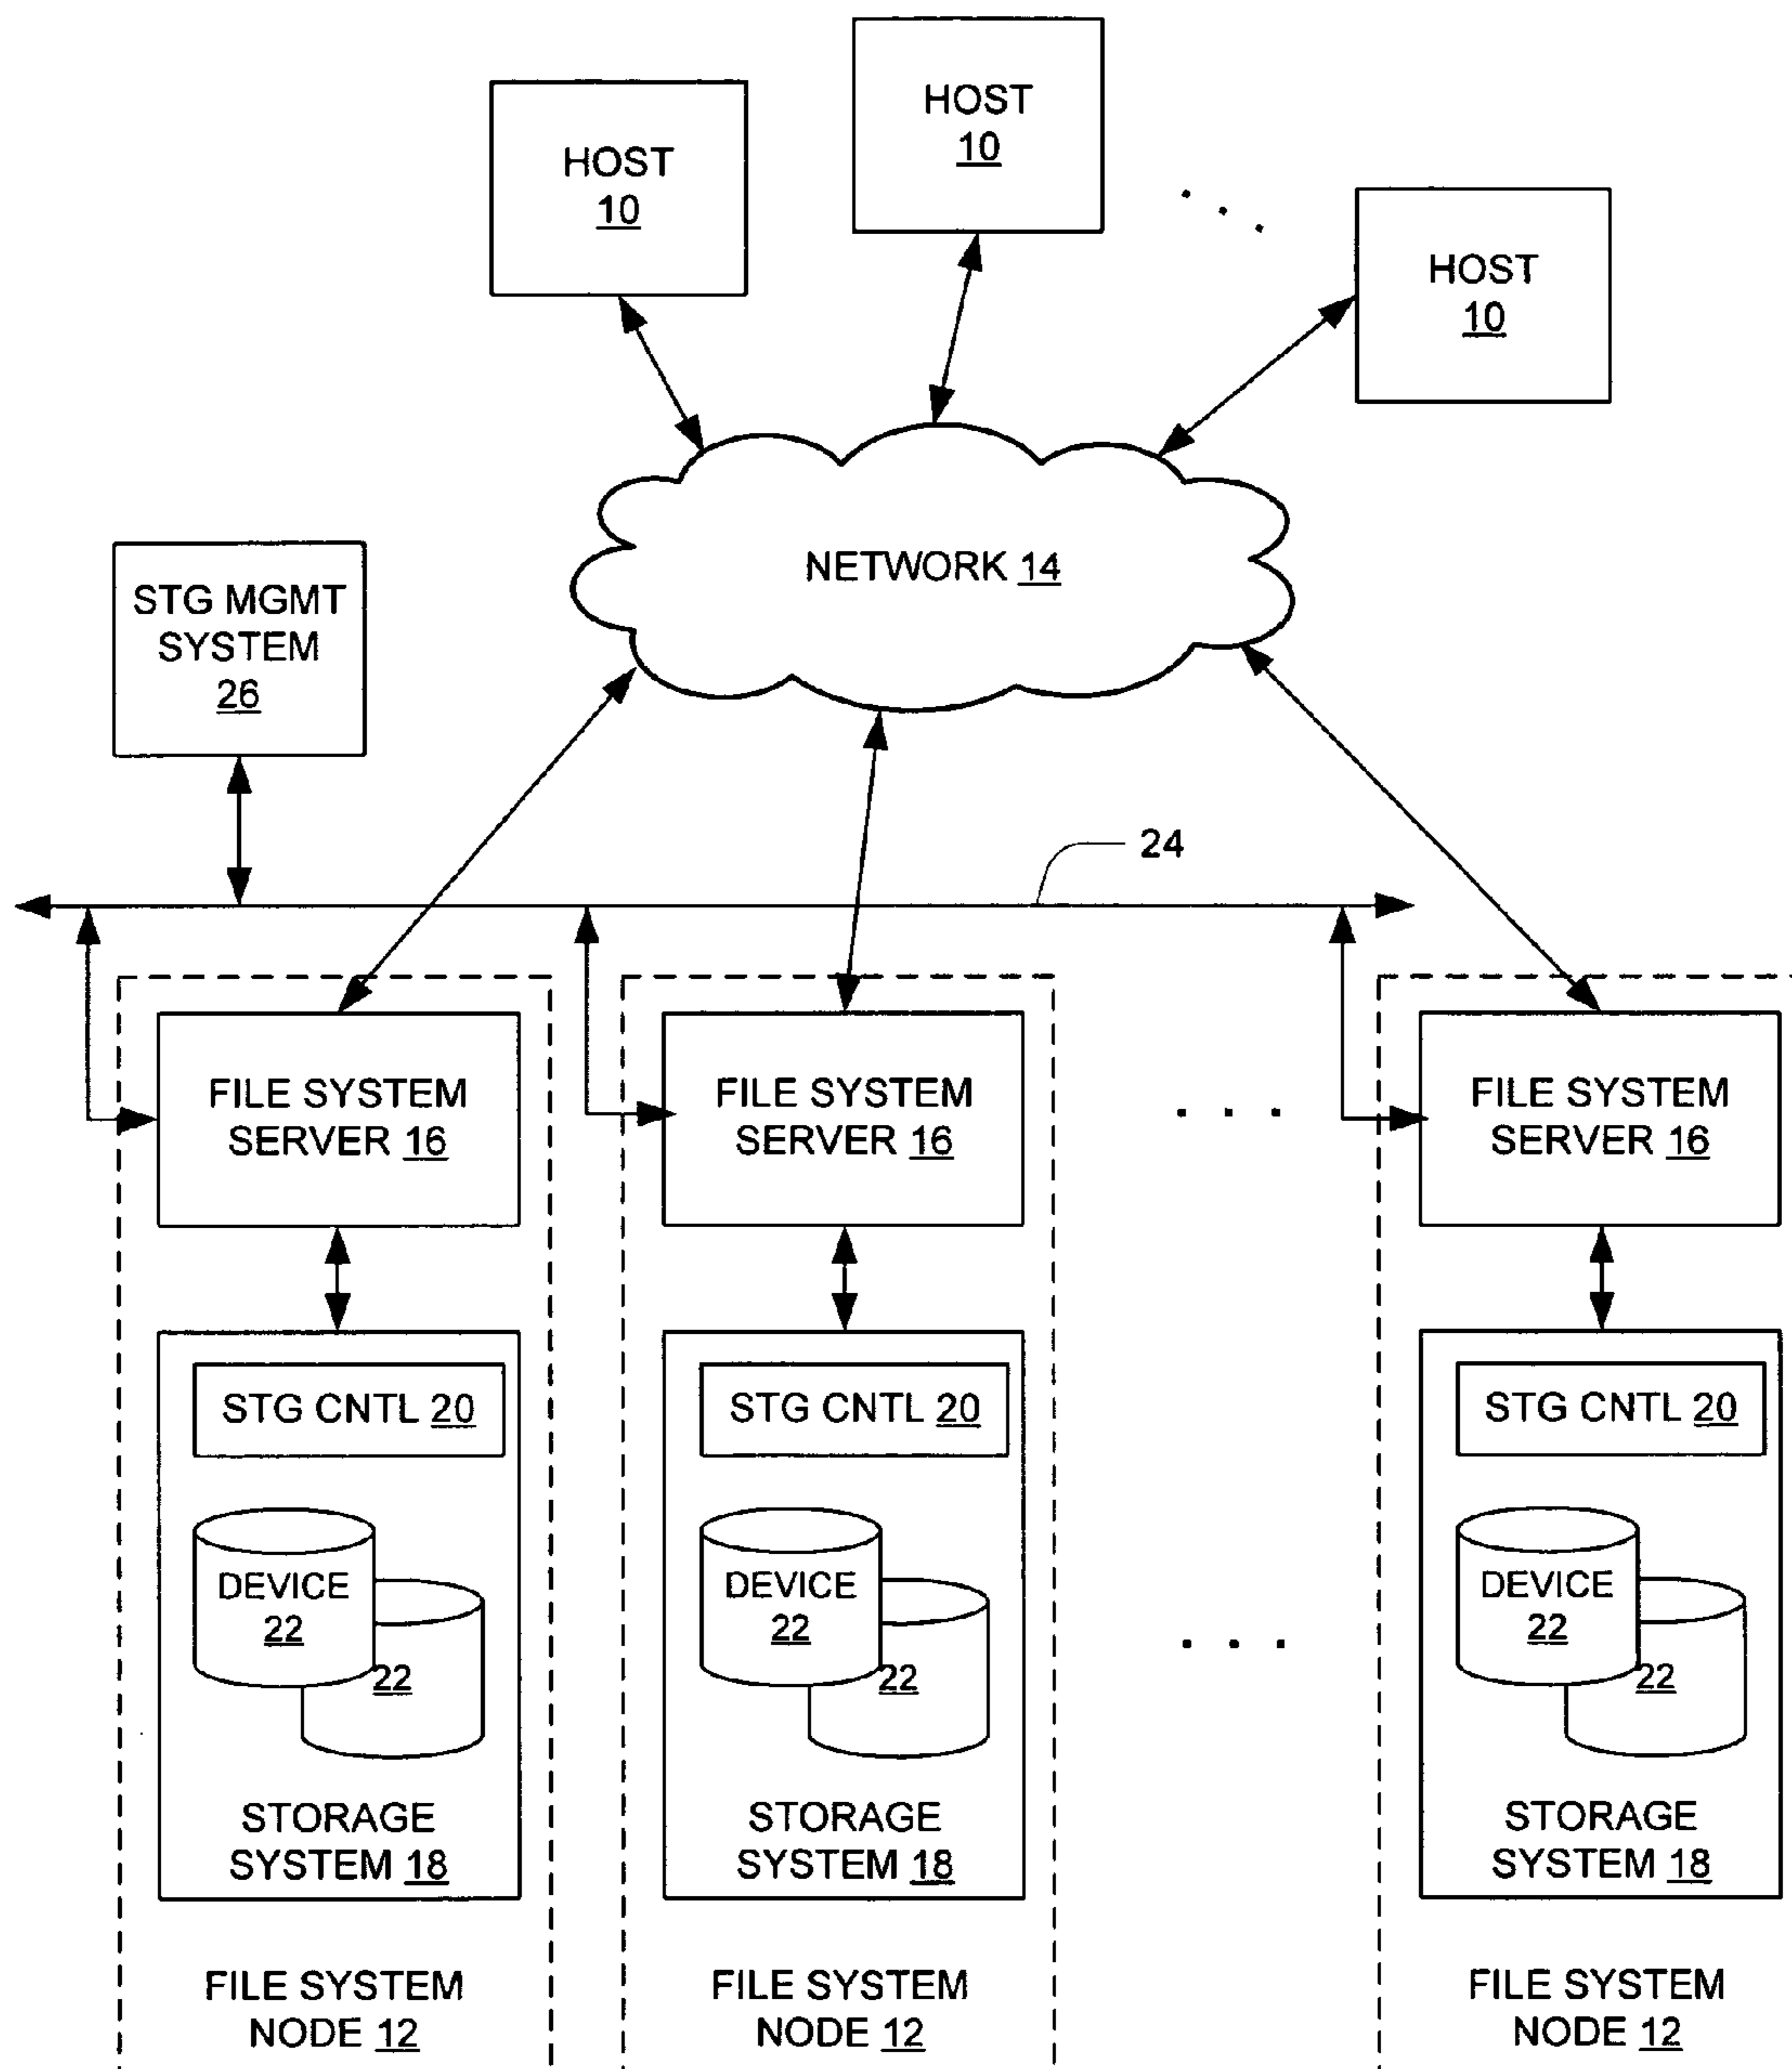 HOST
10
HOST
10
HOST
10
NETWORK 14
STG MGMT
SYSTEM
26
24
FILE SYSTEM
SERVER 16
FILE SYSTEM
SERVER 16
FILE SYSTEM
SERVER 16
STG CNTL 20
STG CNTL 20
STG CNTL 20
DEVICE
22
22
DEVICE
22
22
DEVICE
22
22
STORAGE
SYSTEM 18
STORAGE
SYSTEM 18
STORAGE
SYSTEM 18
FILE SYSTEM
NODE 12
FILE SYSTEM
NODE 12
FILE SYSTEM
NODE 12